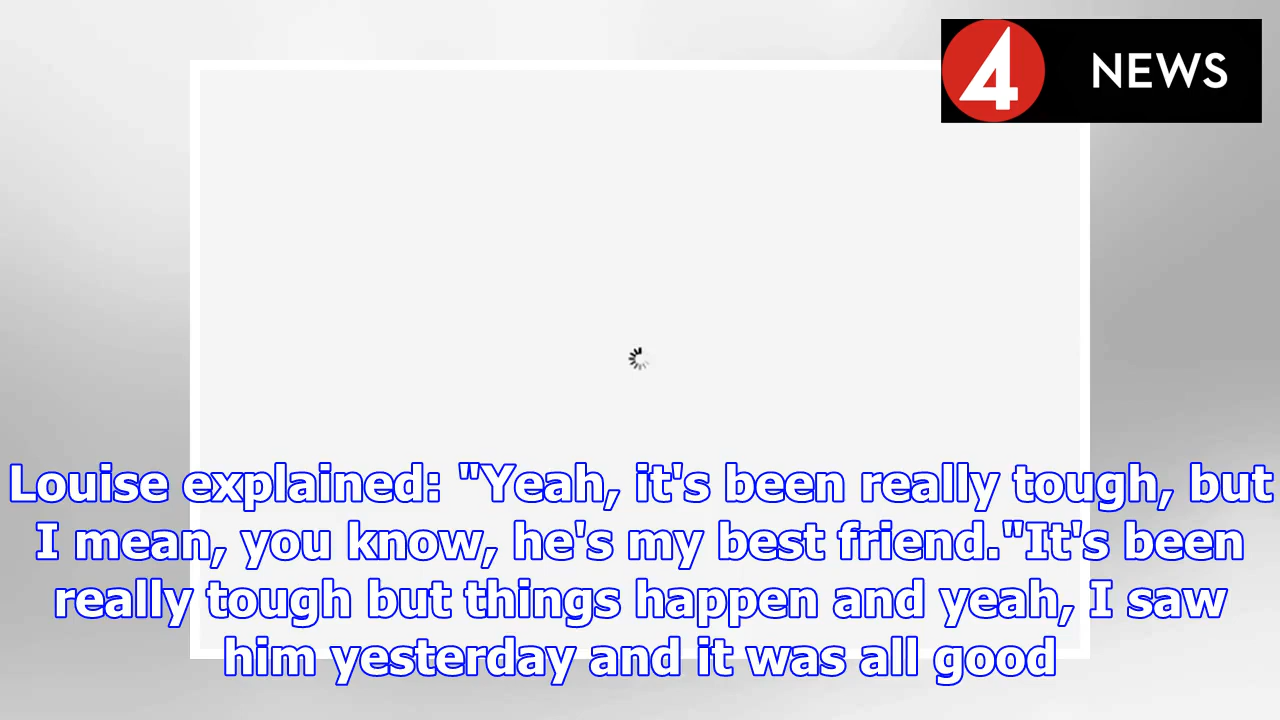 4 NEWS
Louise explained: "Yeah, it's been really tough, but
I mean, you know, he's my best friend."It's been
really tough but things happen and yeah, I saw
him yesterday and it was all good